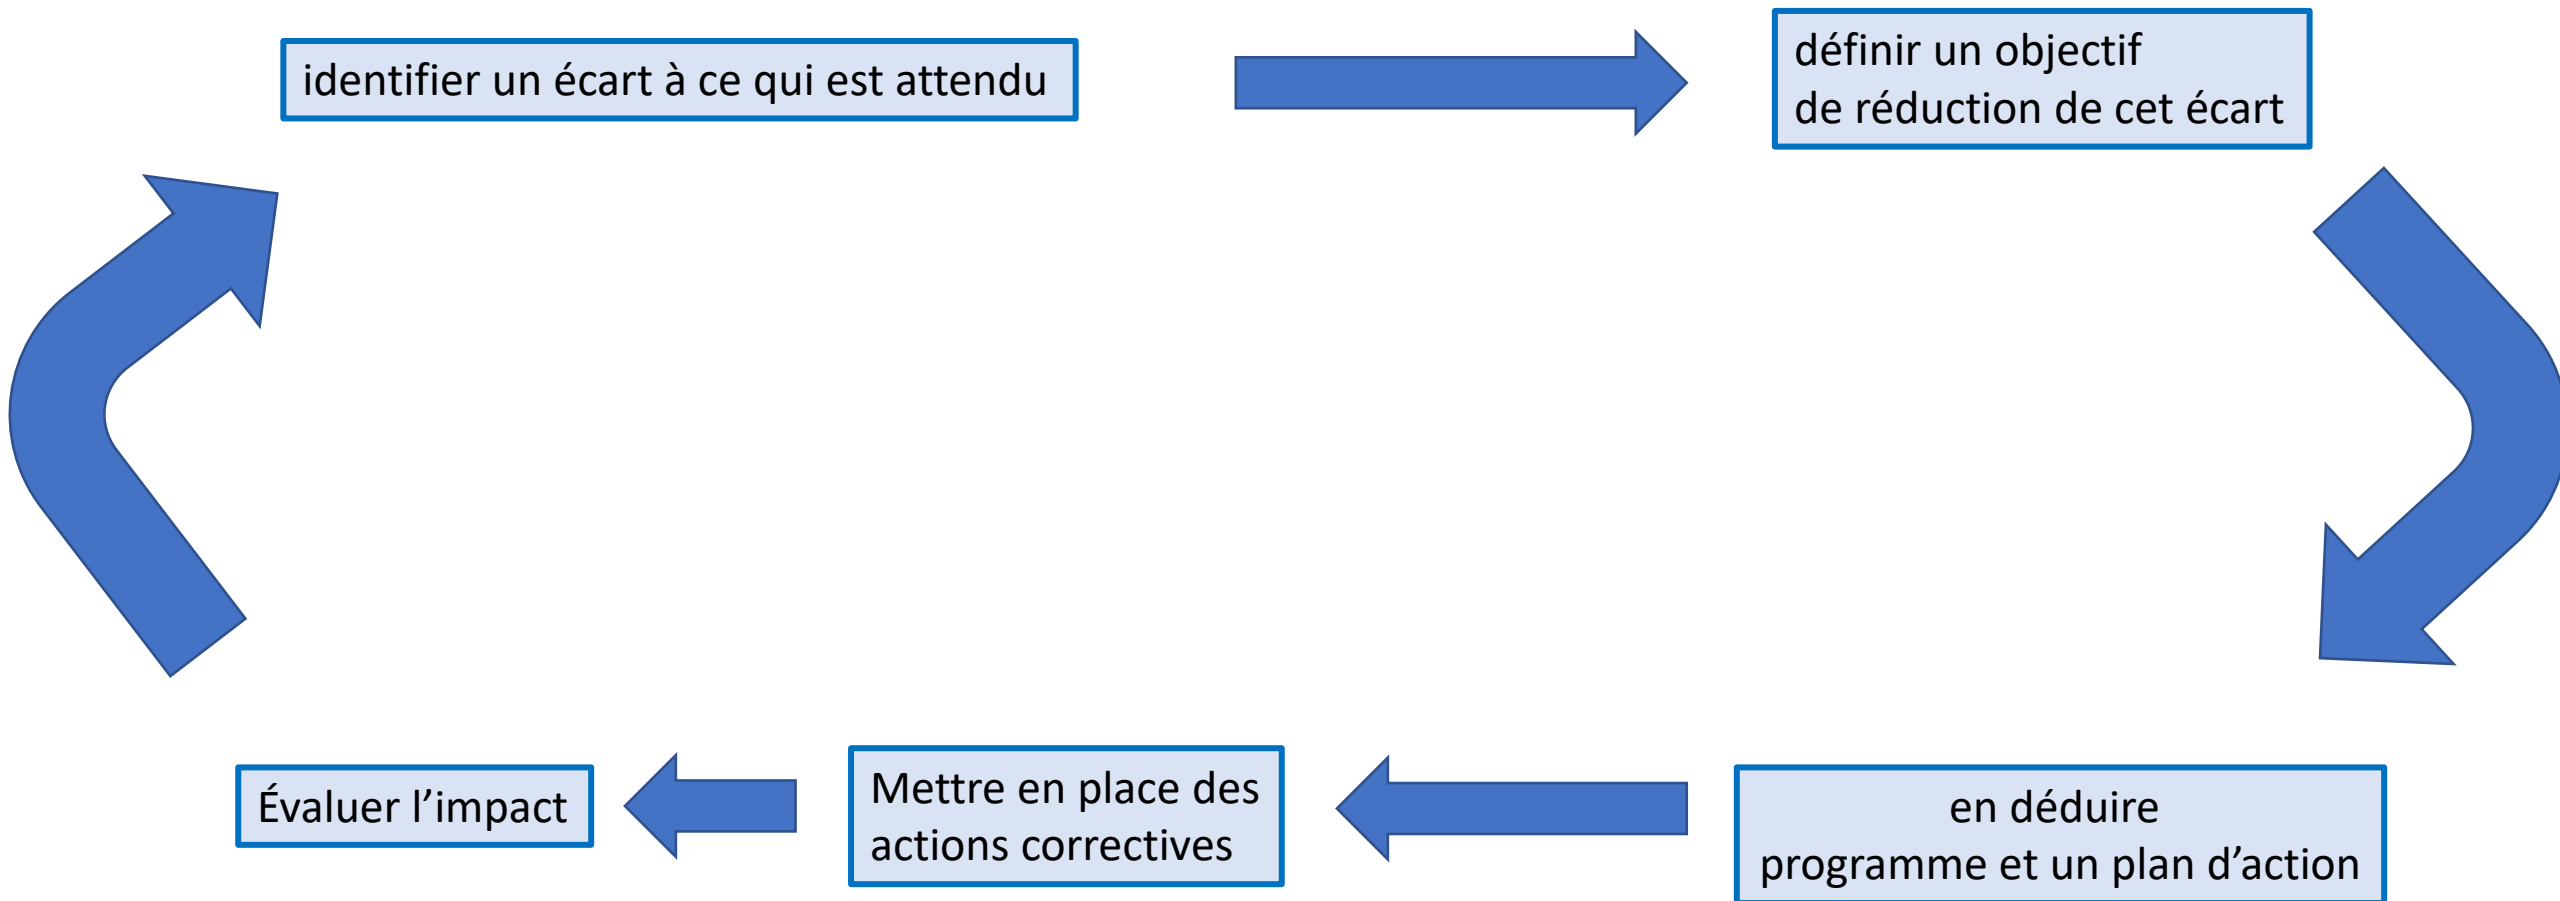 identifier un écart à ce qui est attendu
définir un objectif
de réduction de cet écart
en déduire
programme et un plan d’action
Mettre en place des
actions correctives
Évaluer l’impact